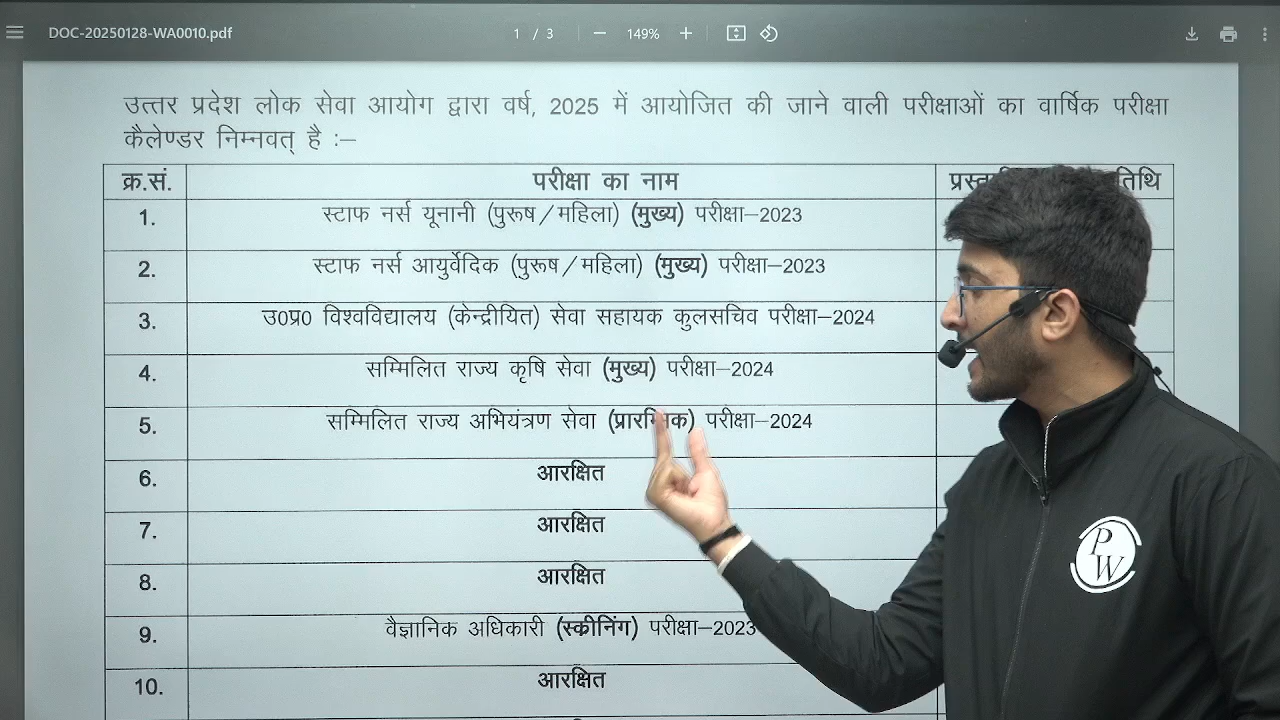 DOC-20250128-WA0010.pdf
1 / 3
149%
उत्तर प्रदेश लोक सेवा आयोग द्वारा वर्ष, 2025 में आयोजित की जाने वाली परीक्षाओं का वार्षिक परीक्षा
कैलेण्डर निम्नवत् है :–
क्र.सं. परीक्षा का नाम तिथि
1. स्टाफ नर्स यूनानी (पुरूष/महिला) (मुख्य) परीक्षा–2023
2. स्टाफ नर्स आयुर्वेदिक (पुरूष/महिला) (मुख्य) परीक्षा–2023
3. उ0प्र0 विश्वविद्यालय (केन्द्रीयित) सेवा सहायक कुलसचिव परीक्षा–2024
4. सम्मिलित राज्य कृषि सेवा (मुख्य) परीक्षा–2024
5. सम्मिलित राज्य अभियंत्रण सेवा (प्रारम्भिक) परीक्षा–2024
6. आरक्षित
7. आरक्षित
8. आरक्षित
9. वैज्ञानिक अधिकारी (स्क्रीनिंग) परीक्षा–2023
10. आरक्षित
P
W